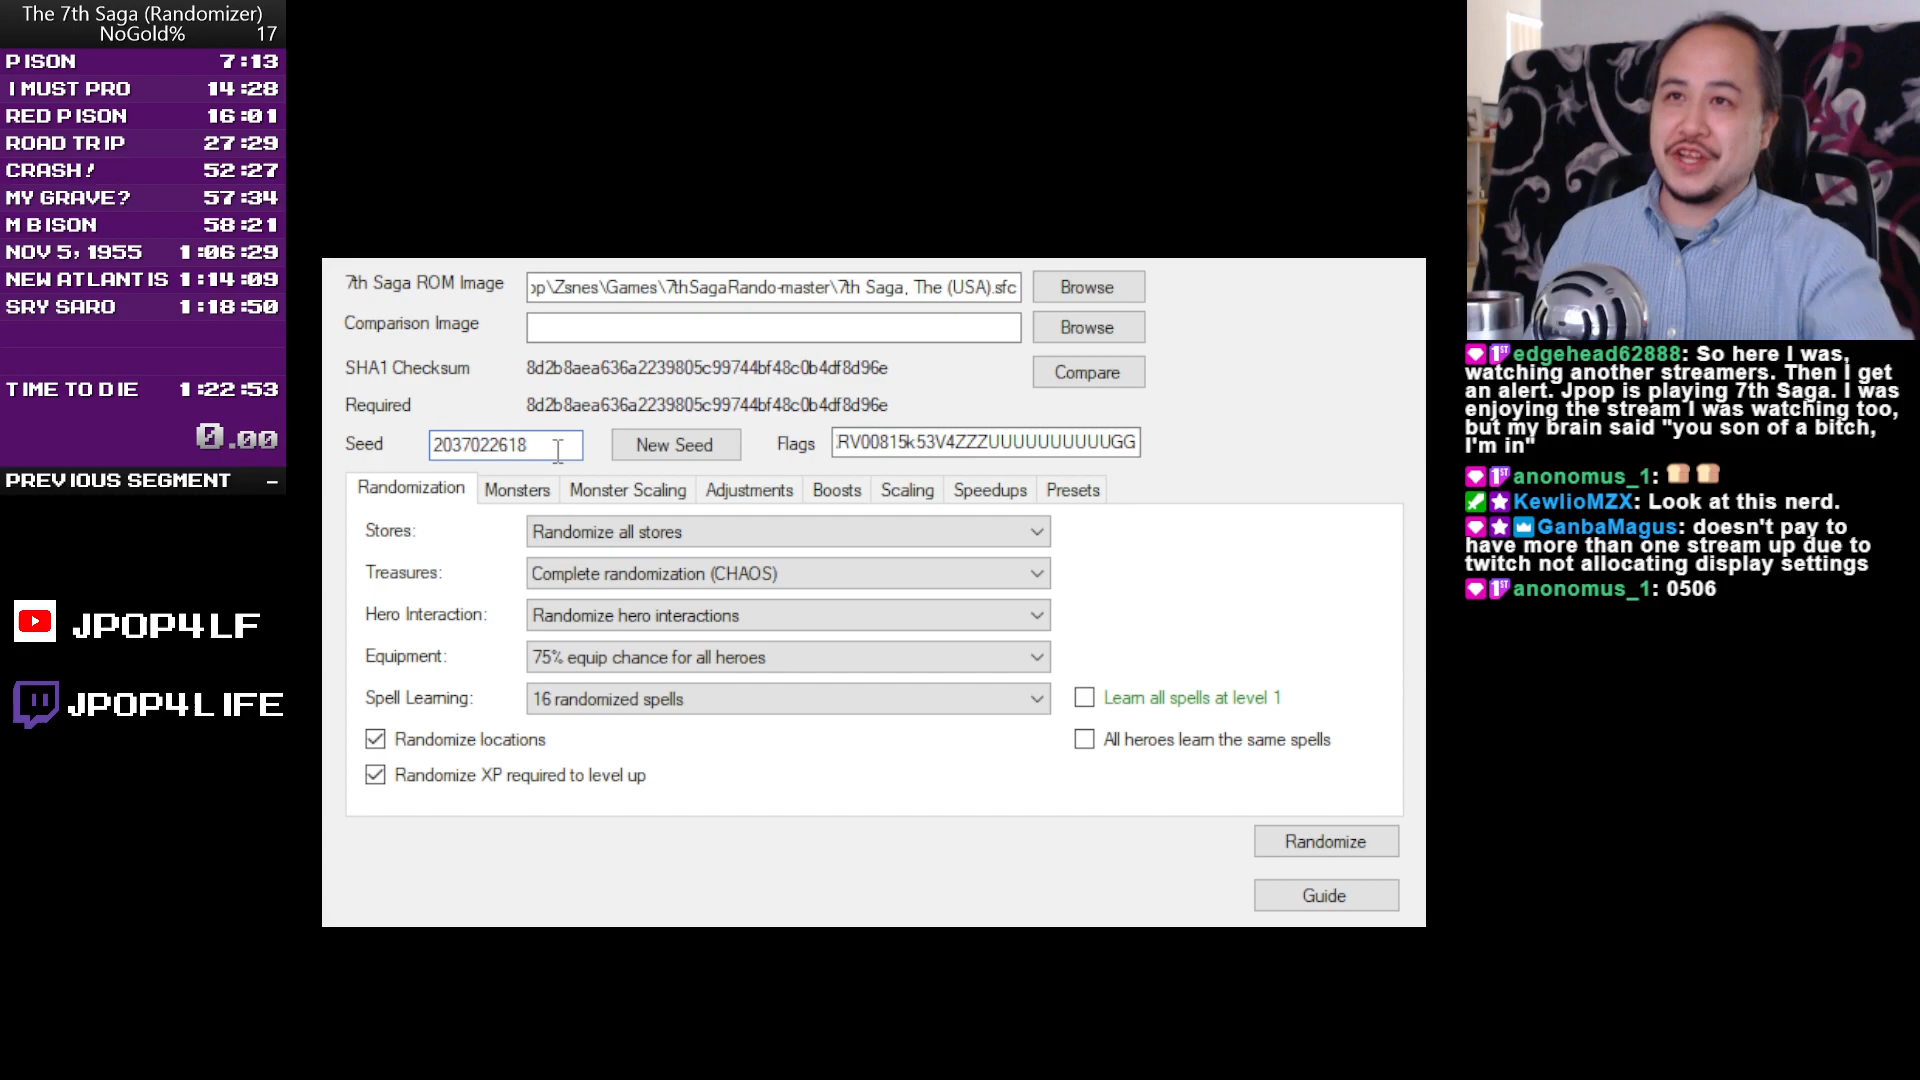 The 7th Saga (Randomizer)
NoGold% 17
PISON 7:13
I MUST PRO 14:28
RED PISON 16:01
ROAD TRIP 27:29
CRASH! 52:27
MY GRAVE? 57:34
M BISON 58:21
NOV 5, 1955 1:06:29
NEW ATLANTIS 1:14:09
SRY SARO 1:18:50
TIME TO DIE 1:22:53
0.00
PREVIOUS SEGMENT –
JPOP4LF
JPOP4LIFE
7th Saga ROM Image op\Zsnes\Games\7thSagaRando-master\7th Saga, The (USA).sfc Browse
Comparison Image Browse
SHA1 Checksum 8d2b8aea636a2239805c99744bf48c0b4df8d96e Compare
Required 8d2b8aea636a2239805c99744bf48c0b4df8d96e
Seed 2037022618 New Seed Flags RV00815k53V4ZZZUUUUUUUUUUGG
Randomization Monsters Monster Scaling Adjustments Boosts Scaling Speedups Presets
Stores: Randomize all stores
Treasures: Complete randomization (CHAOS)
Hero Interaction: Randomize hero interactions
Equipment: 75% equip chance for all heroes
Spell Learning: 16 randomized spells Learn all spells at level 1
Randomize locations All heroes learn the same spells
Randomize XP required to level up
Randomize
Guide
edgehead62888: So here I was,
watching another streamers. Then I get
an alert. Jpop is playing 7th Saga. I was
enjoying the stream I was watching too,
but my brain said "you son of a bitch,
I'm in"
anonomus_1:
KewlioMZX: Look at this nerd.
GanbaMagus: doesn't pay to
have more than one stream up due to
twitch not allocating display settings
anonomus_1: 0506